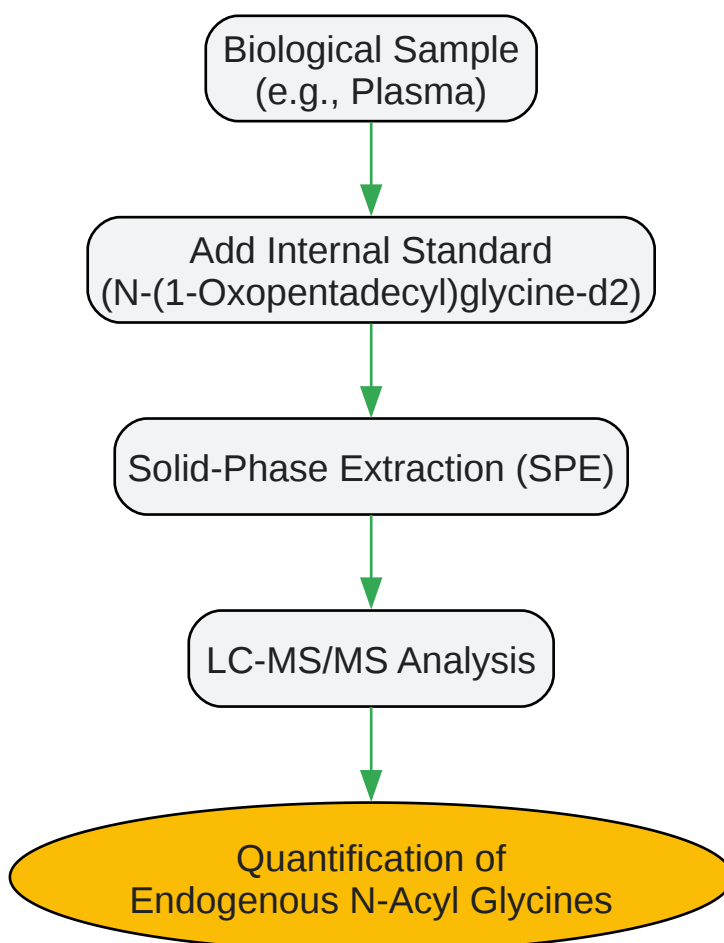 Biological Sample
(e.g., Plasma)
Add Internal Standard
(N-(1-Oxopentadecyl)glycine-d2)
Solid-Phase Extraction (SPE)
LC-MS/MS Analysis
Quantification of
Endogenous N-Acyl Glycines